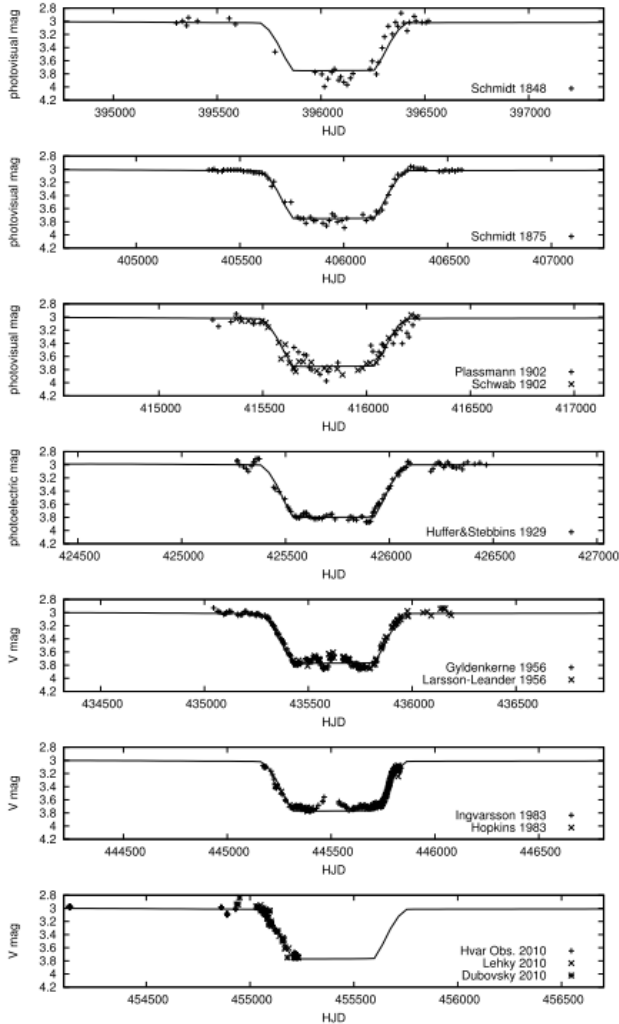 photovisual mag
2.8
3
3.2
3.4
3.6
3.8
4
4.2
395000 395500 396000 396500 397000
HJD
Schmidt 1848 +
photovisual mag
2.8
3
3.2
3.4
3.6
3.8
4
4.2
405000 405500 406000 406500 407000
HJD
Schmidt 1875 +
photovisual mag
2.8
3
3.2
3.4
3.6
3.8
4
4.2
415000 415500 416000 416500 417000
HJD
Plassmann 1902 +
Schwab 1902 ×
photoelectric mag
2.8
3
3.2
3.4
3.6
3.8
4
4.2
424500 425000 425500 426000 426500 427000
HJD
Huffer&Stebbins 1929 +
V mag
2.8
3
3.2
3.4
3.6
3.8
4
4.2
434500 435000 435500 436000 436500
HJD
Gyldenkerne 1956 +
Larsson-Leander 1956 ×
V mag
2.8
3
3.2
3.4
3.6
3.8
4
4.2
444500 445000 445500 446000 446500
HJD
Ingvarsson 1983 +
Hopkins 1983 ×
V mag
2.8
3
3.2
3.4
3.6
3.8
4
4.2
454500 455000 455500 456000 456500
HJD
Hvar Obs. 2010 +
Lehky 2010 ×
Dubovsky 2010